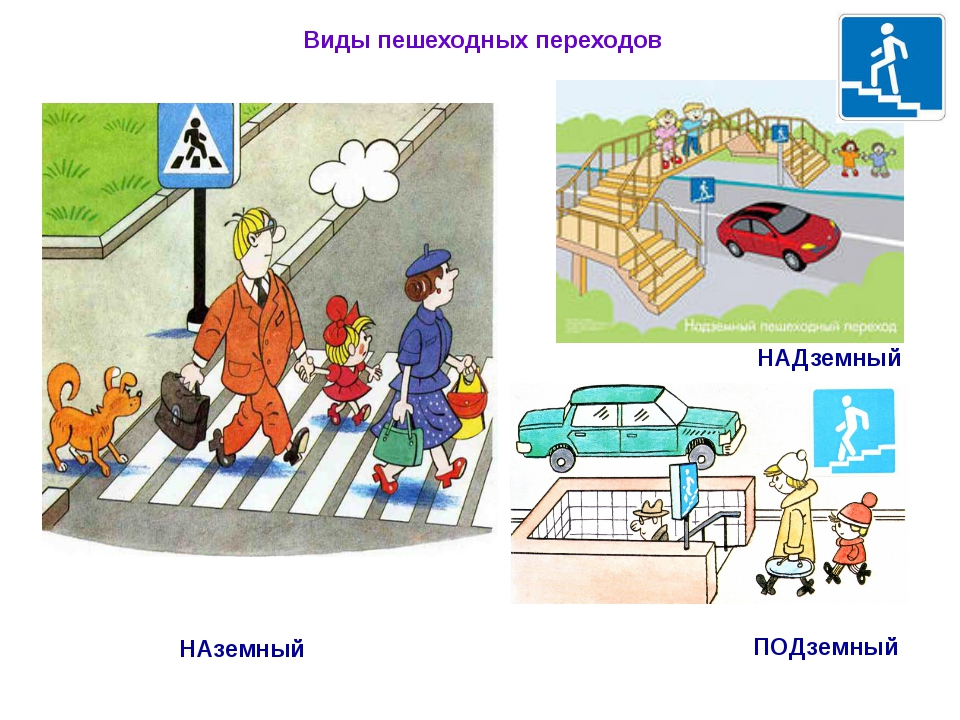 Виды пешеходных переходов
Надземный пешеходный переход
НАДземный
НАземный
ПОДземный